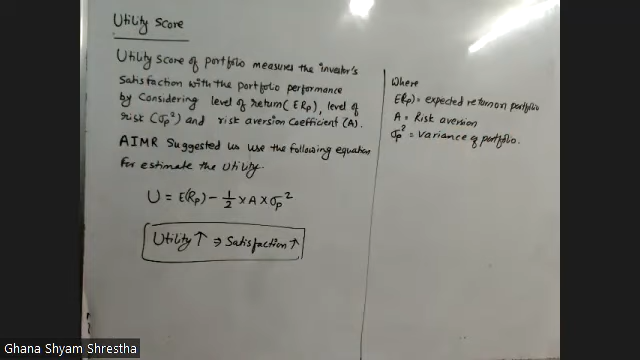 Utility Score
Utility Score of portfolio measures the investor's
Satisfaction with the portfolio performance
by Considering level of return (ERp), level of
risk (σp²) and risk aversion Coefficient (A).
AIMR Suggested us use the following equation
for estimate the Utility.
U = E(Rp) - 1/2 × A × σp²
Utility ↑ ⇒ Satisfaction ↑
Where
E(Rp) = expected return on portfolio
A = Risk aversion
σp² = Variance of portfolio.
Ghana Shyam Shrestha